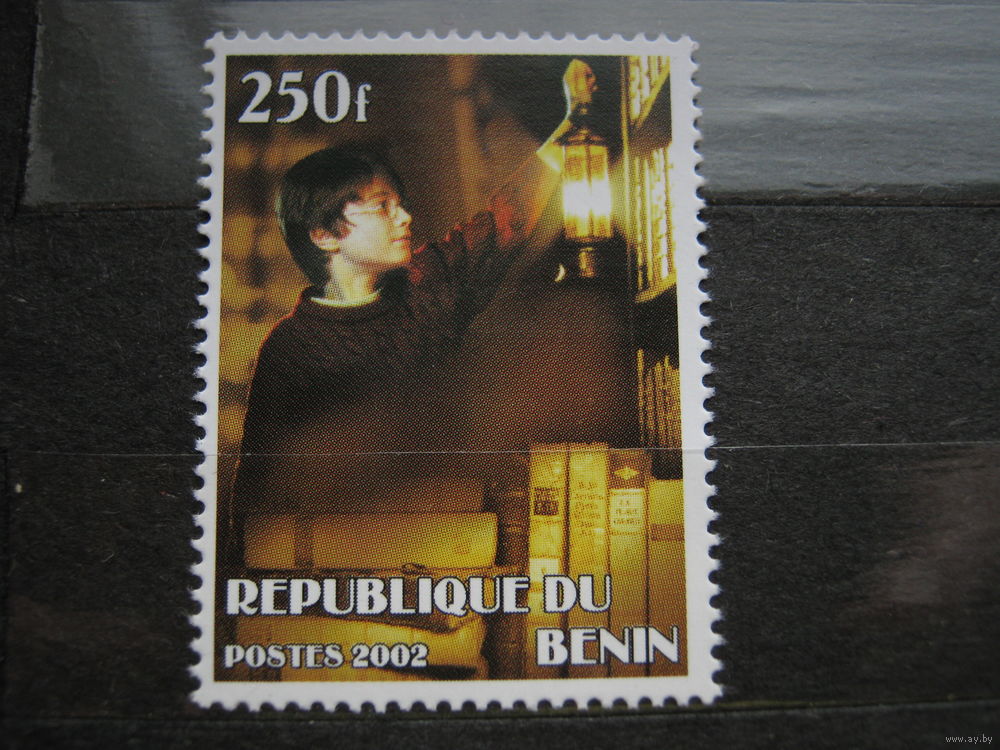 250f
REPUBLIQUE DU
BENIN
POSTES 2002
www.ay.by